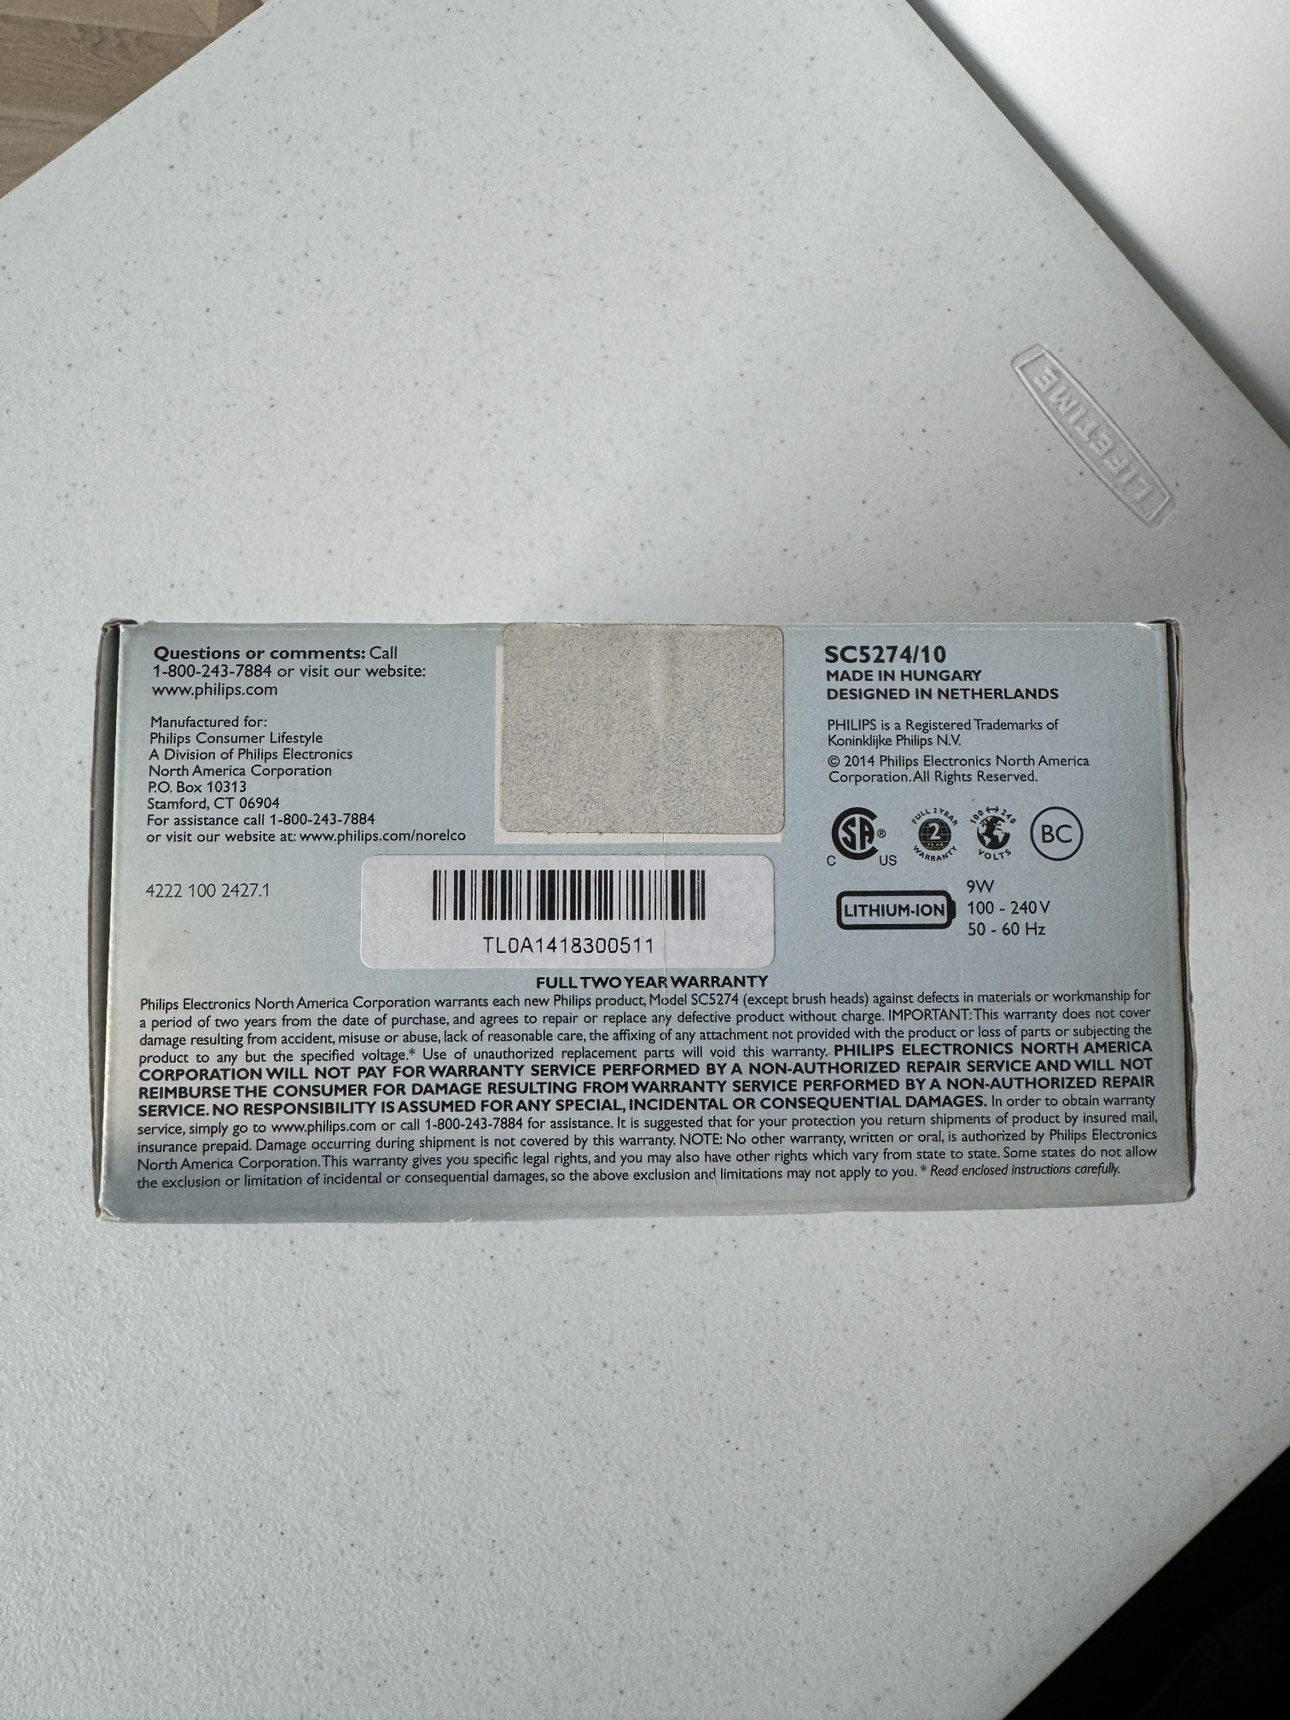 LIFETIME
Questions or comments: Call
1-800-243-7884 or visit our website:
www.philips.com
Manufactured for:
Philips Consumer Lifestyle
A Division of Philips Electronics
North America Corporation
P.O. Box 10313
Stamford, CT 06904
For assistance call 1-800-243-7884
or visit our website at: www.philips.com/norelco
4222 100 2427.1
TL0A1418300511
SC5274/10
MADE IN HUNGARY
DESIGNED IN NETHERLANDS
PHILIPS is a Registered Trademarks of
Koninklijke Philips N.V.
© 2014 Philips Electronics North America
Corporation. All Rights Reserved.
C SA ® US
FULL 2 YEAR
2
YEAR
WARRANTY
100 ↔ 240
VOLTS
BC
LITHIUM-ION
9W
100 - 240 V
50 - 60 Hz
FULL TWO YEAR WARRANTY
Philips Electronics North America Corporation warrants each new Philips product, Model SC5274 (except brush heads) against defects in materials or workmanship for
a period of two years from the date of purchase, and agrees to repair or replace any defective product without charge. IMPORTANT: This warranty does not cover
damage resulting from accident, misuse or abuse, lack of reasonable care, the affixing of any attachment not provided with the product or loss of parts or subjecting the
product to any but the specified voltage.* Use of unauthorized replacement parts will void this warranty. PHILIPS ELECTRONICS NORTH AMERICA
CORPORATION WILL NOT PAY FOR WARRANTY SERVICE PERFORMED BY A NON-AUTHORIZED REPAIR SERVICE AND WILL NOT
REIMBURSE THE CONSUMER FOR DAMAGE RESULTING FROM WARRANTY SERVICE PERFORMED BY A NON-AUTHORIZED REPAIR
SERVICE. NO RESPONSIBILITY IS ASSUMED FOR ANY SPECIAL, INCIDENTAL OR CONSEQUENTIAL DAMAGES. In order to obtain warranty
service, simply go to www.philips.com or call 1-800-243-7884 for assistance. It is suggested that for your protection you return shipments of product by insured mail,
insurance prepaid. Damage occurring during shipment is not covered by this warranty. NOTE: No other warranty, written or oral, is authorized by Philips Electronics
North America Corporation. This warranty gives you specific legal rights, and you may also have other rights which vary from state to state. Some states do not allow
the exclusion or limitation of incidental or consequential damages, so the above exclusion and limitations may not apply to you. * Read enclosed instructions carefully.